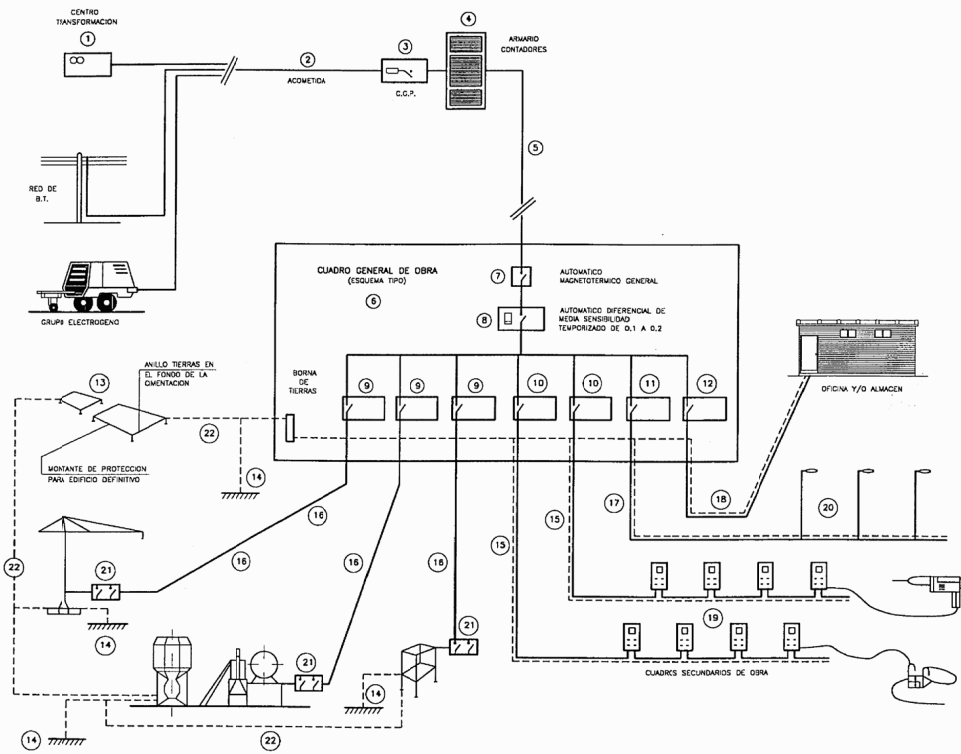 CENTRO
TRANSFORMACION
1
2
ACOMETIDA
3
C.G.P.
4
ARMARIO
CONTADORES
5
RED DE
B.T.
GRUPO ELECTROGENO
CUADRO GENERAL DE OBRA
(ESQUEMA TIPO)
6
7
AUTOMATICO
MAGNETOTERMICO GENERAL
8
AUTOMATICO DIFERENCIAL DE
MEDIA SENSIBILIDAD
TEMPORIZADO DE 0,1 A 0,2
OFICINA Y/O ALMACEN
13
ANILLO TIERRAS EN
EL FONDO DE LA
CIMENTACION
BORNA
DE
TIERRAS
9
9
9
10
10
11
12
22
MONTANTE DE PROTECCION
PARA EDIFICIO DEFINITIVO
14
16
16
16
16
15
15
17
18
20
22
21
14
21
21
14
14
22
19
CUADROS SECUNDARIOS DE OBRA